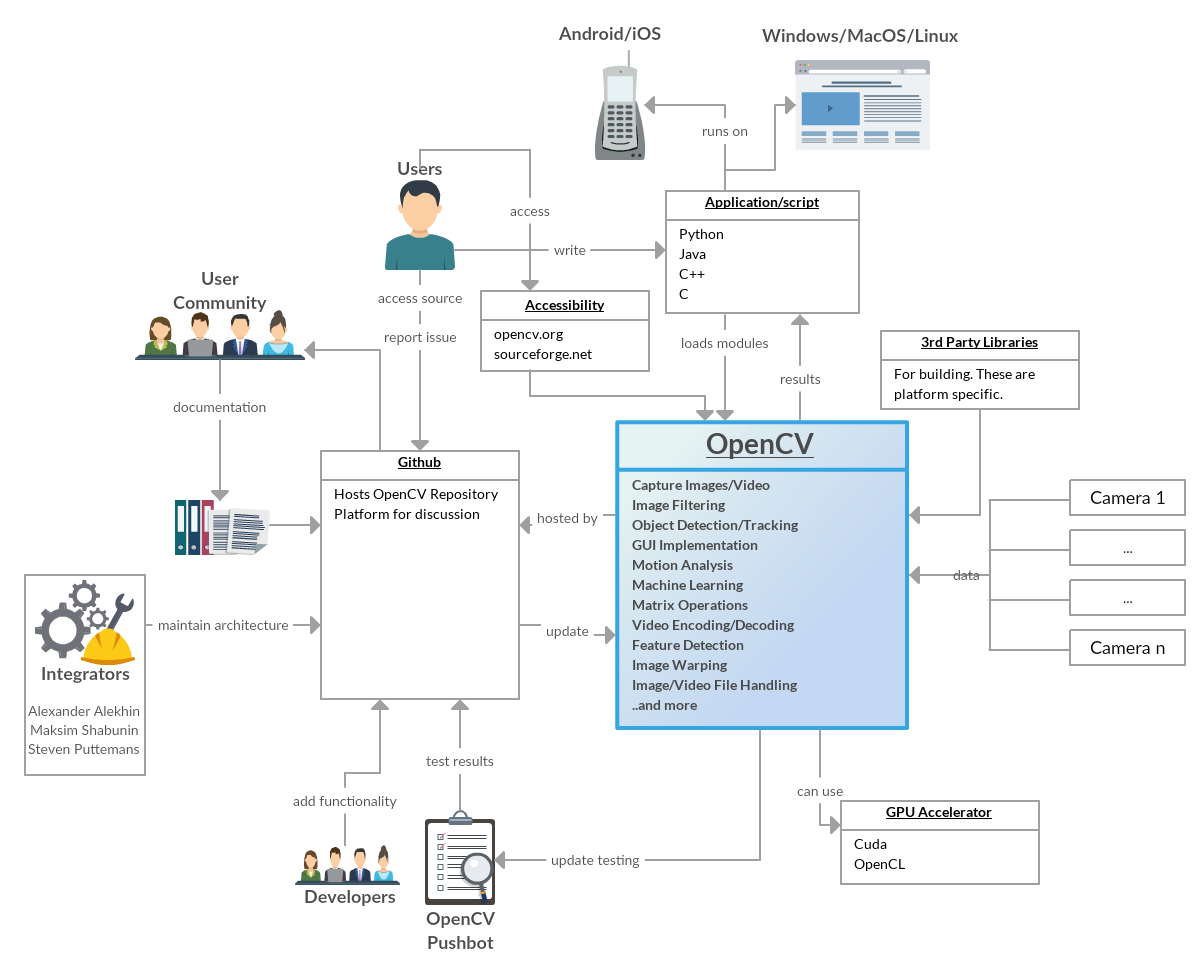 Android/iOS
Windows/MacOS/Linux
runs on
Users
access
write
Application/script
Python
Java
C++
C
User
Community
access source
report issue
Accessibility
opencv.org
sourceforge.net
loads modules
results
3rd Party Libraries
For building. These are
platform specific.
documentation
Github
Hosts OpenCV Repository
Platform for discussion
hosted by
update
OpenCV
Capture Images/Video
Image Filtering
Object Detection/Tracking
GUI Implementation
Motion Analysis
Machine Learning
Matrix Operations
Video Encoding/Decoding
Feature Detection
Image Warping
Image/Video File Handling
..and more
data
Camera 1
...
...
Camera n
maintain architecture
Integrators
Alexander Alekhin
Maksim Shabunin
Steven Puttemans
add functionality
Developers
test results
OpenCV
Pushbot
update testing
can use
GPU Accelerator
Cuda
OpenCL